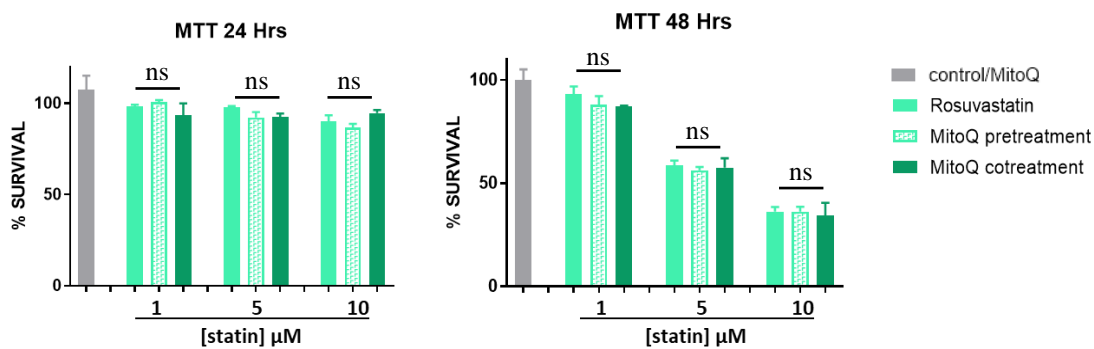 MTT 24 Hrs
% SURVIVAL
100
50
0
ns
ns
ns
1 5 10
[statin] µM
MTT 48 Hrs
% SURVIVAL
100
50
0
ns
ns
ns
1 5 10
[statin] µM
control/MitoQ
Rosuvastatin
MitoQ pretreatment
MitoQ cotreatment